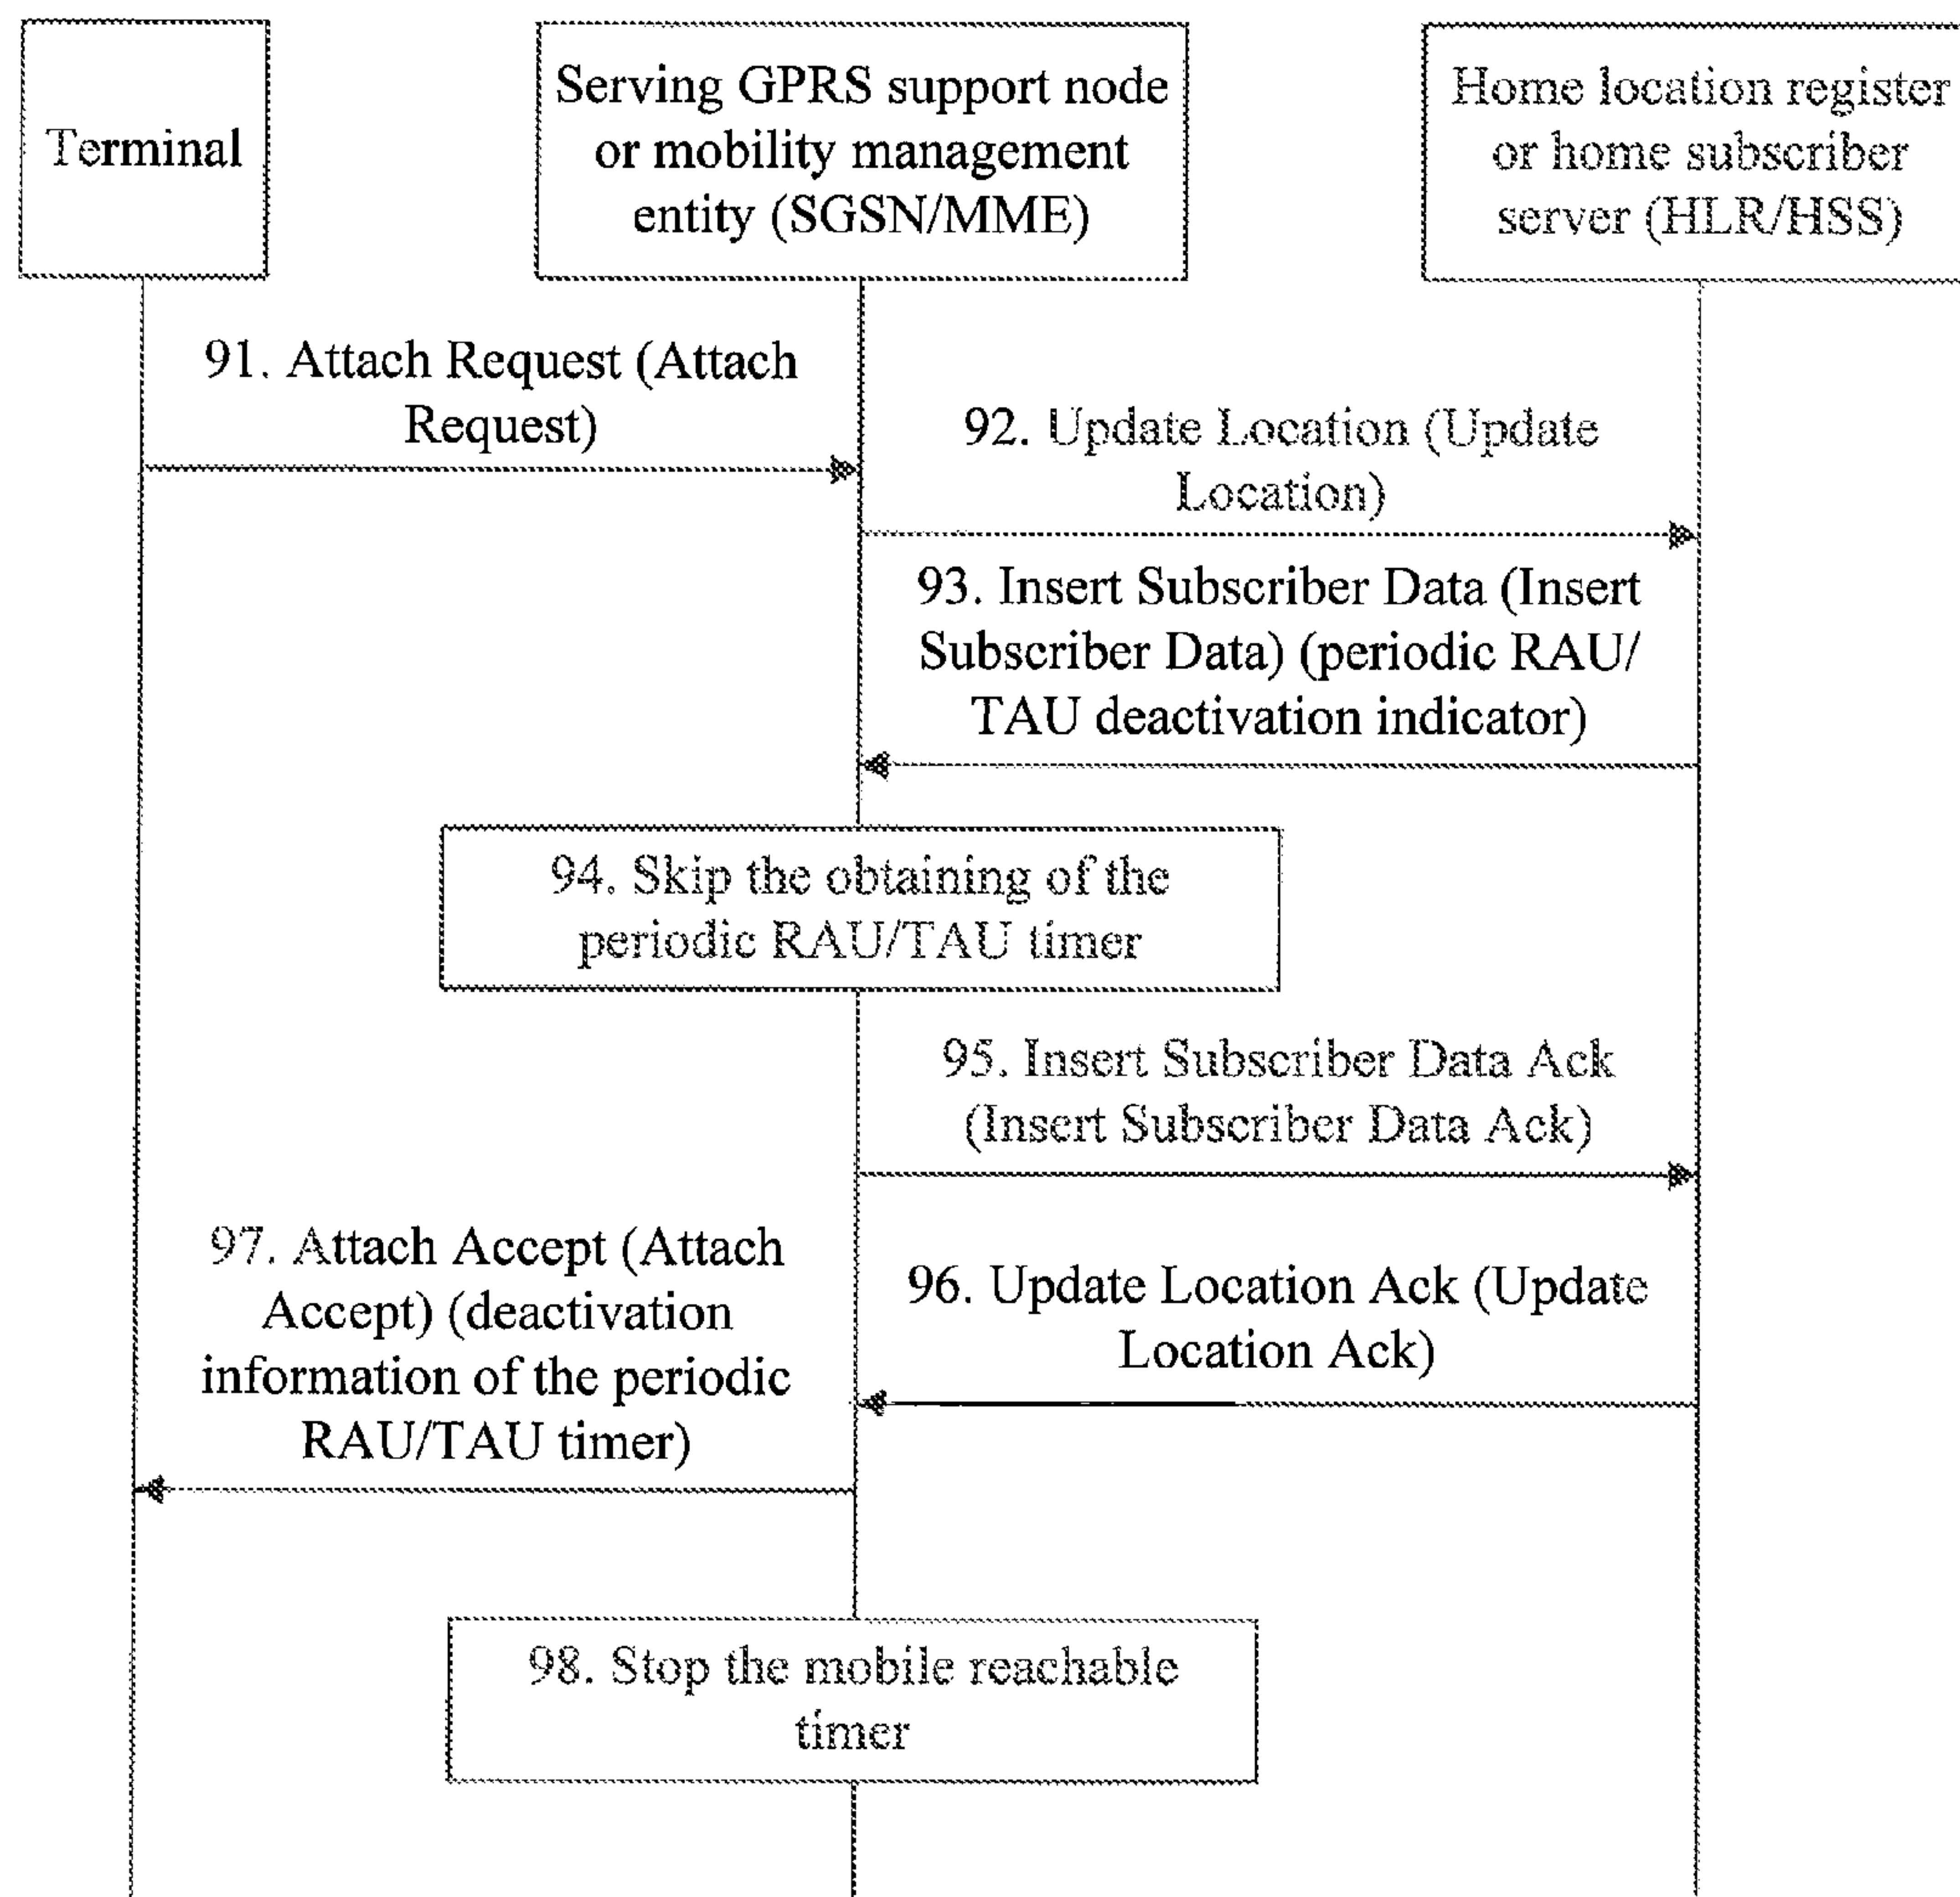 Terminal
Serving GPRS support node
or mobility management
entity (SGSN/MME)
Home location register
or home subscriber
server (HLR/HSS)
91. Attach Request (Attach
Request)
92. Update Location (Update
Location)
93. Insert Subscriber Data (Insert
Subscriber Data) (periodic RAU/
TAU deactivation indicator)
94. Skip the obtaining of the
periodic RAU/TAU timer
95. Insert Subscriber Data Ack
(Insert Subscriber Data Ack)
96. Update Location Ack (Update
Location Ack)
97. Attach Accept (Attach
Accept) (deactivation
information of the periodic
RAU/TAU timer)
98. Stop the mobile reachable
timer